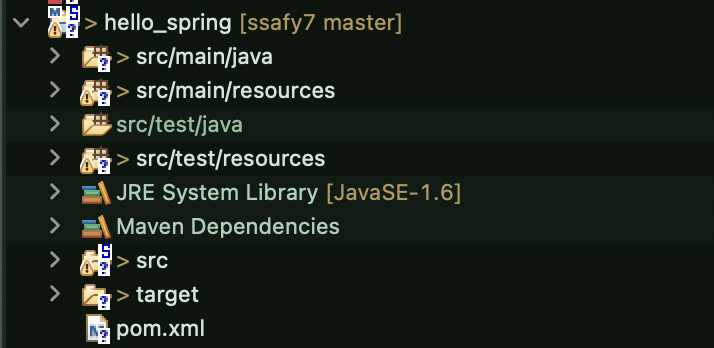 > hello_spring [ssafy7 master]
> src/main/java
> src/main/resources
src/test/java
> src/test/resources
JRE System Library [JavaSE-1.6]
Maven Dependencies
> src
> target
pom.xml